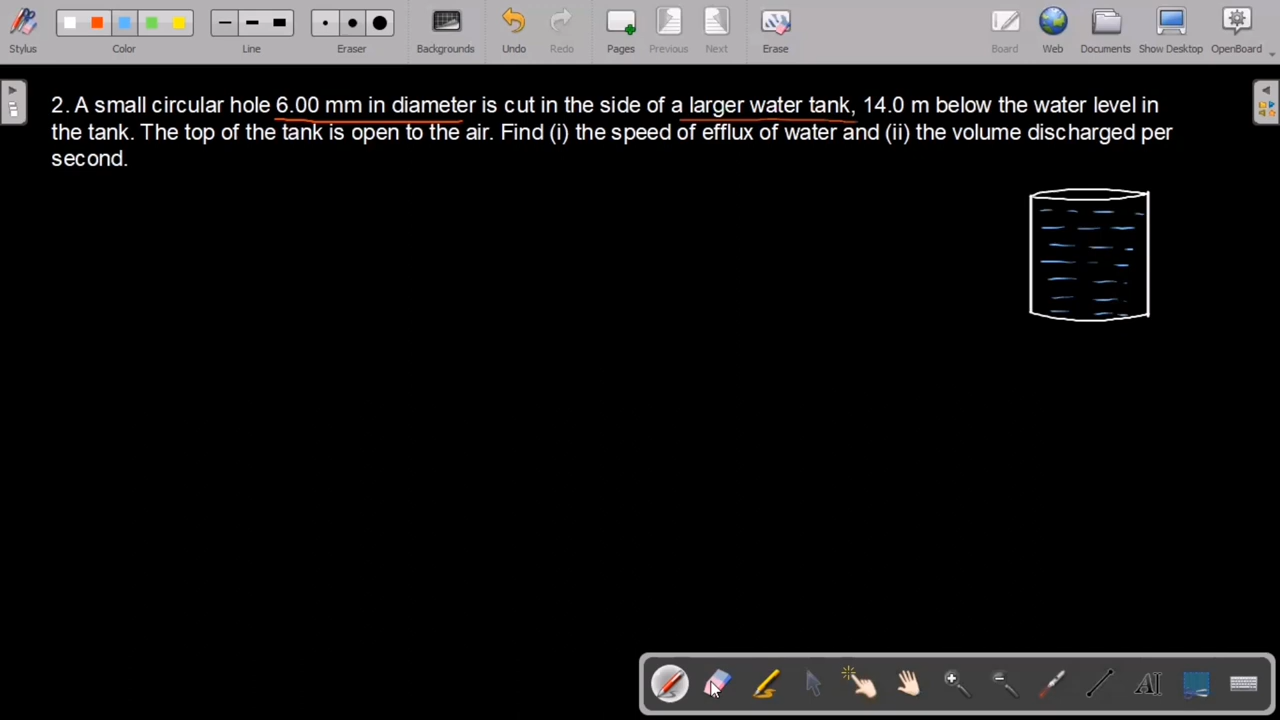 Stylus Color Line Eraser Backgrounds Undo Redo Pages Previous Next Erase Board Web Documents Show Desktop OpenBoard
2. A small circular hole 6.00 mm in diameter is cut in the side of a larger water tank, 14.0 m below the water level in
the tank. The top of the tank is open to the air. Find (i) the speed of efflux of water and (ii) the volume discharged per
second.
AI